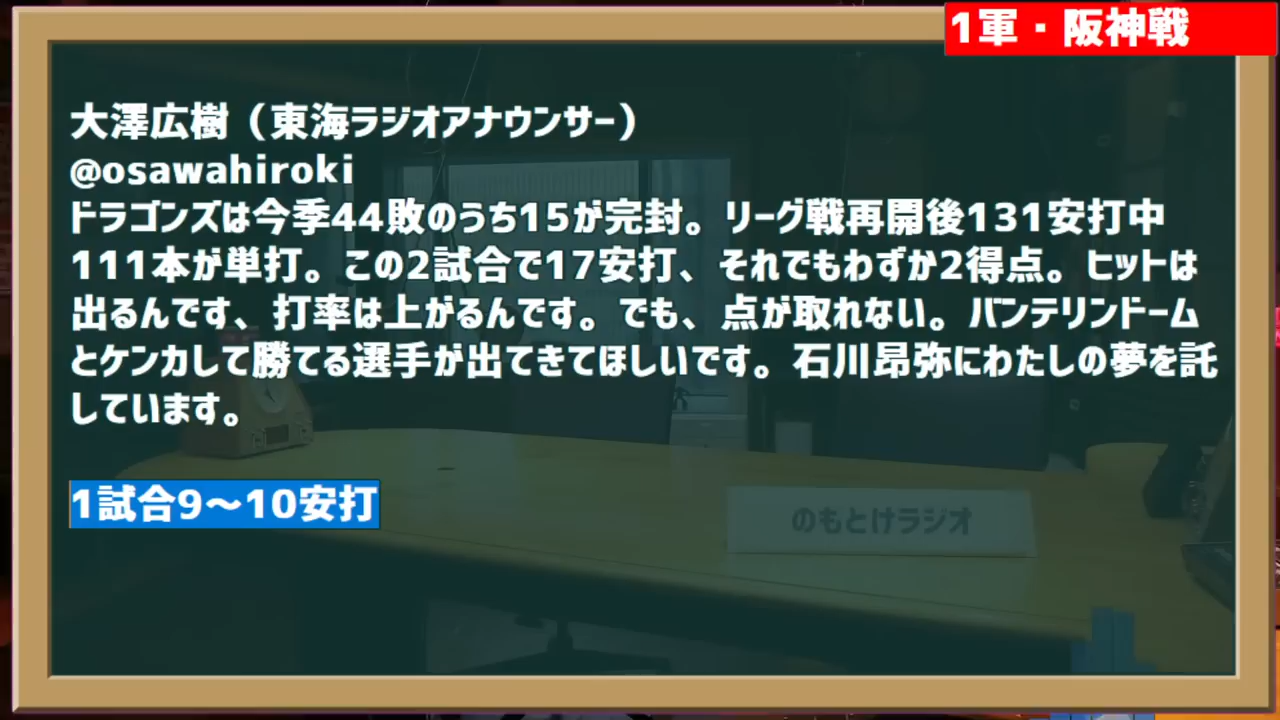 1軍・阪神戦
大澤広樹（東海ラジオアナウンサー）
@osawahiroki
ドラゴンズは今季44敗のうち15が完封。リーグ戦再開後131安打中
111本が単打。この2試合で17安打、それでもわずか2得点。ヒットは
出るんです、打率は上がるんです。でも、点が取れない。バンテリンドーム
とケンカして勝てる選手が出てきてほしいです。石川昂弥にわたしの夢を託
しています。
1試合9～10安打
のもとけラジオ